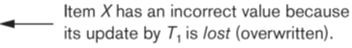 Item X has an incorrect value because
its update by T₁ is lost (overwritten).